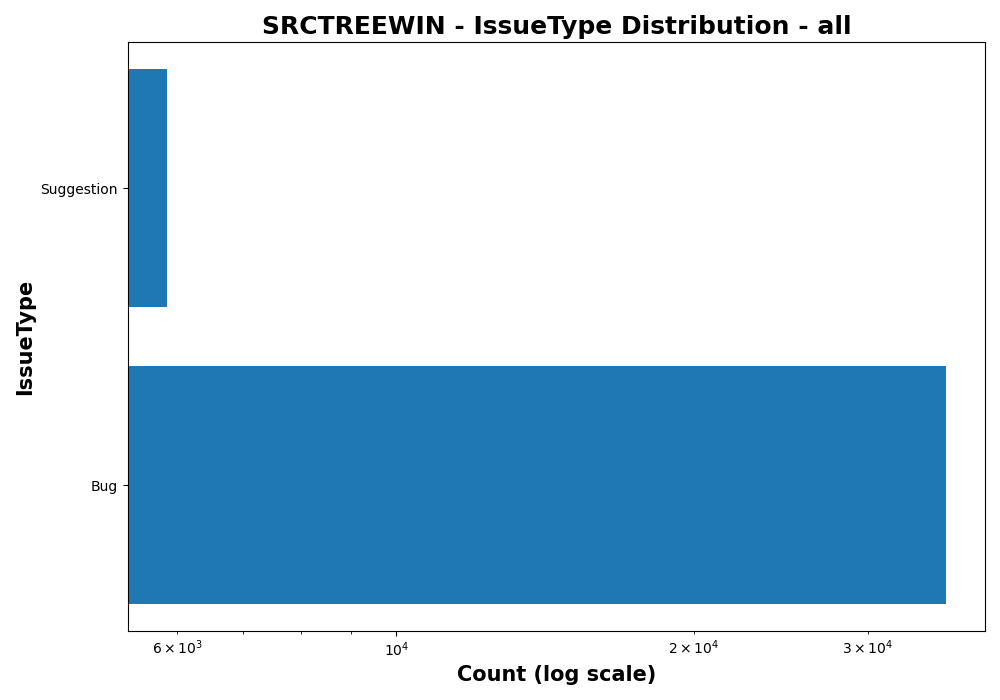 SRCTREEWIN - IssueType Distribution - all
IssueType
Suggestion
Bug
6 × 10³
10⁴
2 × 10⁴
3 × 10⁴
Count (log scale)